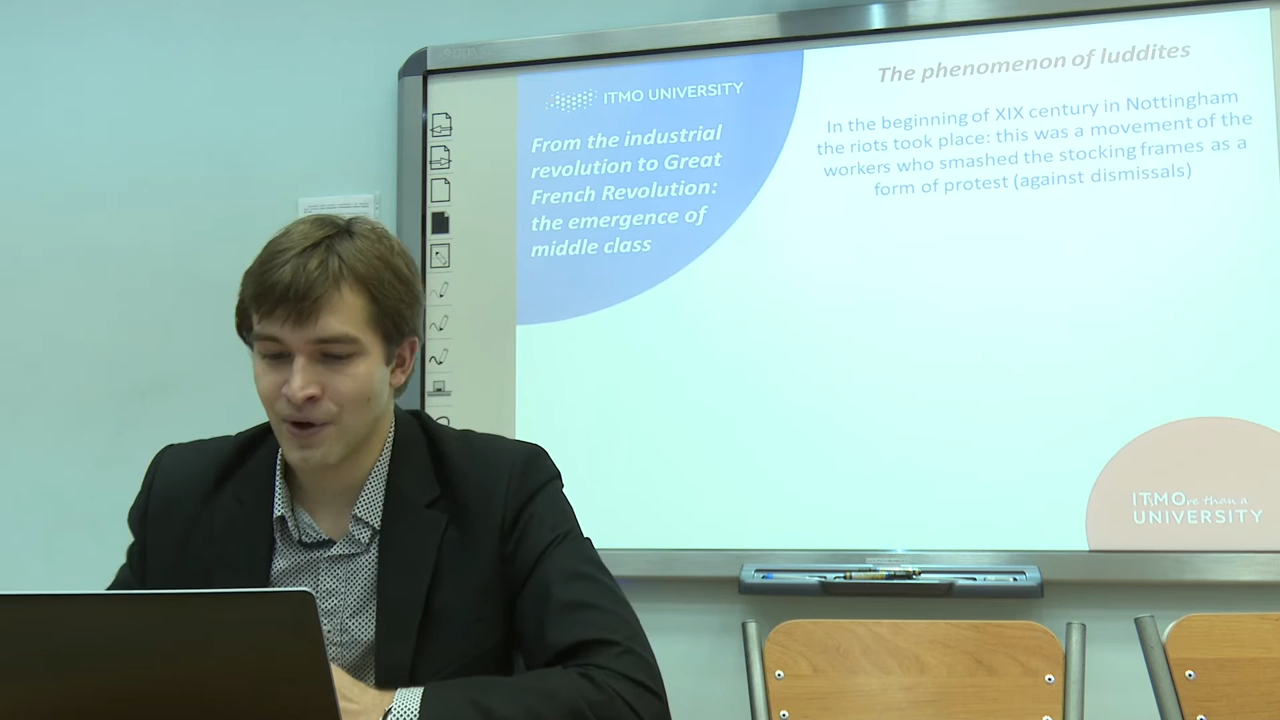 ITMO UNIVERSITY
From the industrial
revolution to Great
French Revolution:
the emergence of
middle class
The phenomenon of luddites
In the beginning of XIX century in Nottingham
the riots took place: this was a movement of the
workers who smashed the stocking frames as a
form of protest (against dismissals)
ITMOre than a
UNIVERSITY